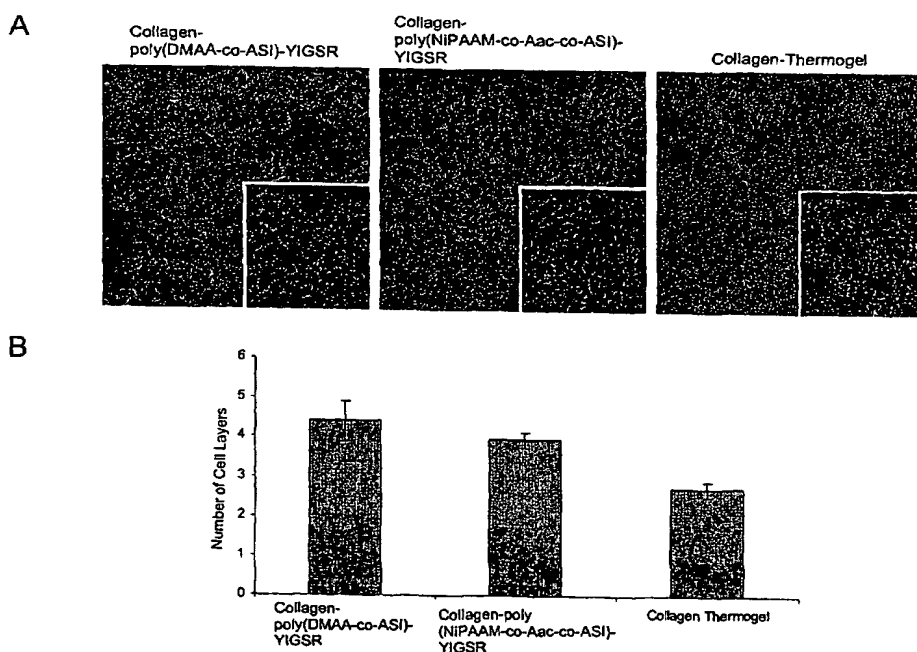 A
Collagen-
poly(DMAA-co-ASI)-YIGSR
Collagen-
poly(NiPAAM-co-Aac-co-ASI)-
YIGSR
Collagen-Thermogel
B
Number of Cell Layers
6
5
4
3
2
1
0
Collagen-
poly(DMAA-co-ASI)-
YIGSR
Collagen-poly
(NiPAAM-co-Aac-co-ASI)-
YIGSR
Collagen Thermogel